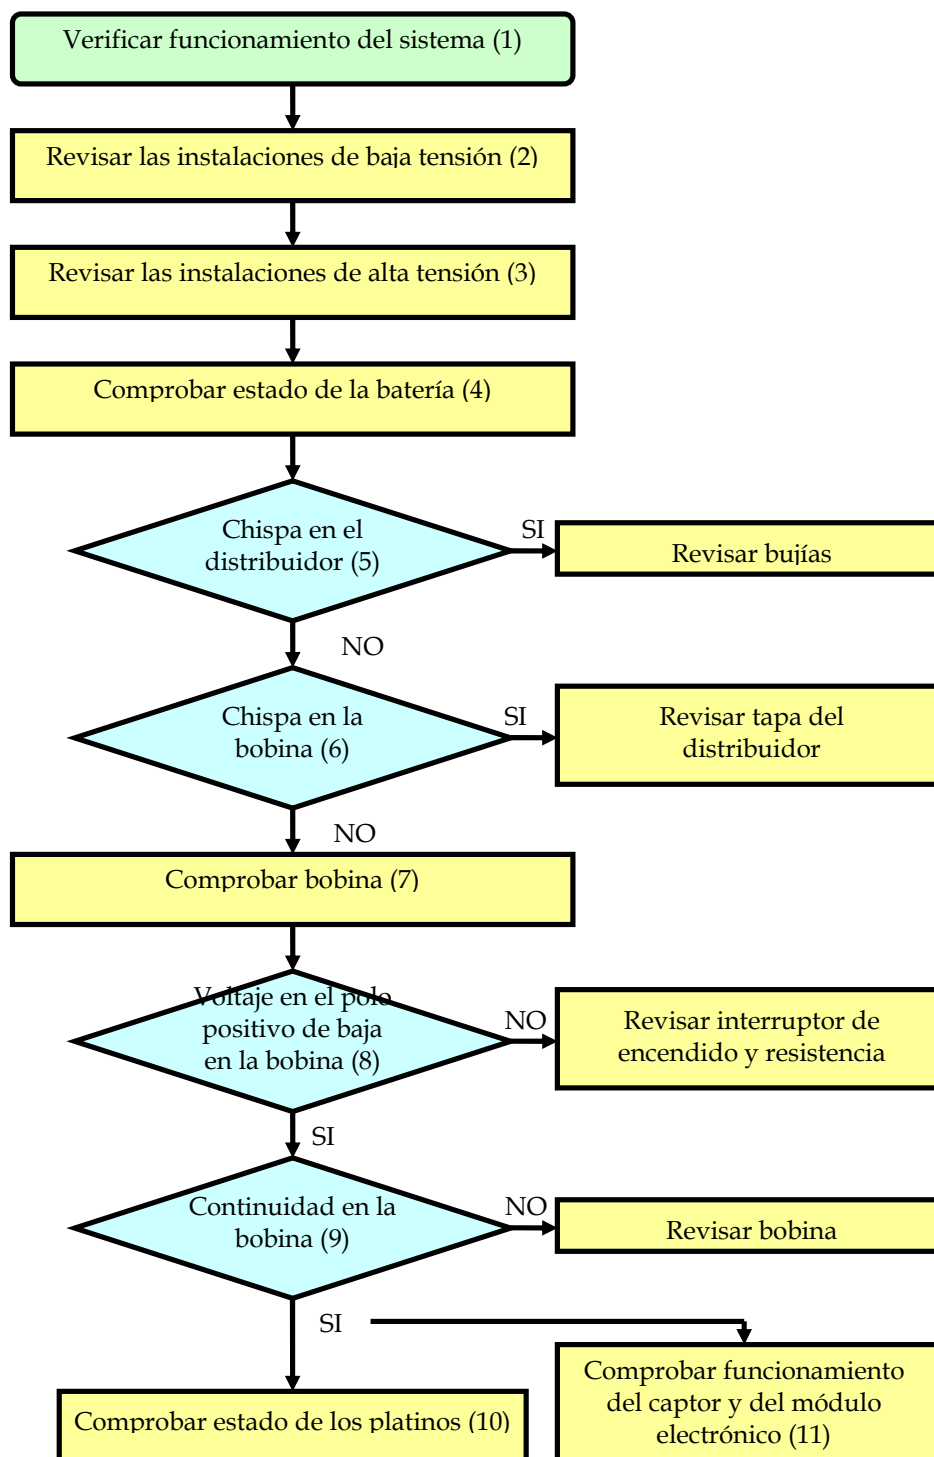 Verificar funcionamiento del sistema (1)
Revisar las instalaciones de baja tensión (2)
Revisar las instalaciones de alta tensión (3)
Comprobar estado de la batería (4)
Chispa en el
distribuidor (5)
SI
Revisar bujías
NO
Chispa en la
bobina (6)
SI
Revisar tapa del
distribuidor
NO
Comprobar bobina (7)
Voltaje en el polo
positivo de baja
en la bobina (8)
NO
Revisar interruptor de
encendido y resistencia
SI
Continuidad en la
bobina (9)
NO
Revisar bobina
SI
Comprobar estado de los platinos (10)
Comprobar funcionamiento
del captor y del módulo
electrónico (11)